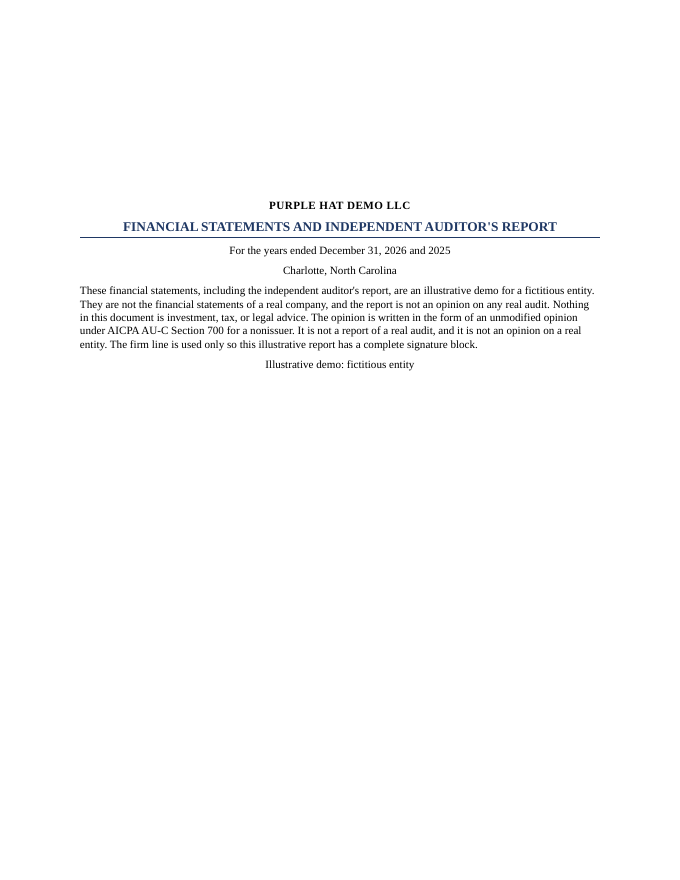 PURPLE HAT DEMO LLC
FINANCIAL STATEMENTS AND INDEPENDENT AUDITOR'S REPORT
For the years ended December 31, 2026 and 2025
Charlotte, North Carolina
These financial statements, including the independent auditor's report, are an illustrative demo for a fictitious entity.
They are not the financial statements of a real company, and the report is not an opinion on any real audit. Nothing
in this document is investment, tax, or legal advice. The opinion is written in the form of an unmodified opinion
under AICPA AU-C Section 700 for a nonissuer. It is not a report of a real audit, and it is not an opinion on a real
entity. The firm line is used only so this illustrative report has a complete signature block.
Illustrative demo: fictitious entity